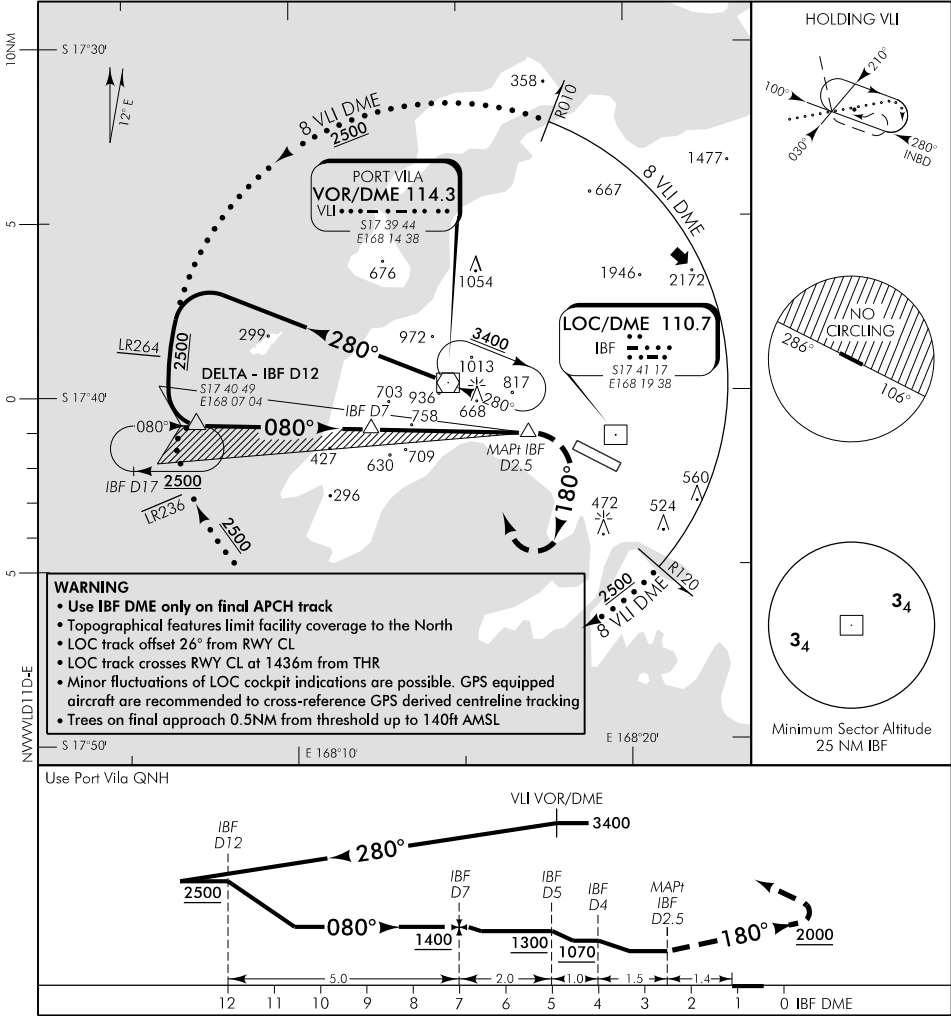 10NM
S 17°30'
12° E
8 VLI DME
2500
358
R010
8 VLI DME
1477
667
PORT VILA
VOR/DME 114.3
VLI
S17 39 44
E168 14 38
5
676
1054
1946
2172
LOC/DME 110.7
IBF
S17 41 17
E168 19 38
299
280°
972
3400
1013
LR264
2500
DELTA - IBF D12
S17 40 49
E168 07 04
703
936
817
280°
668
0
S 17°40'
IBF D7
758
080°
080°
MAPt IBF
D2.5
427
630
709
180°
IBF D17
2500
296
LR236
2500
472
524
560
5
2500
8 VLI DME
R120
WARNING
• Use IBF DME only on final APCH track
• Topographical features limit facility coverage to the North
• LOC track offset 26° from RWY CL
• LOC track crosses RWY CL at 1436m from THR
• Minor fluctuations of LOC cockpit indications are possible. GPS equipped
aircraft are recommended to cross-reference GPS derived centreline tracking
• Trees on final approach 0.5NM from threshold up to 140ft AMSL
NVVVLD11D-E
S 17°50'
E 168°10'
E 168°20'
HOLDING VLI
210°
100°
030°
280°
INBD
NO
CIRCLING
286°
106°
34
34
Minimum Sector Altitude
25 NM IBF
Use Port Vila QNH
VLI VOR/DME
3400
IBF
D12
280°
2500
IBF
D7
IBF
D5
IBF
D4
MAPt
IBF
D2.5
080°
1400
1300
1070
180°
2000
5.0
2.0
1.0
1.5
1.4
12 11 10 9 8 7 6 5 4 3 2 1 0 IBF DME